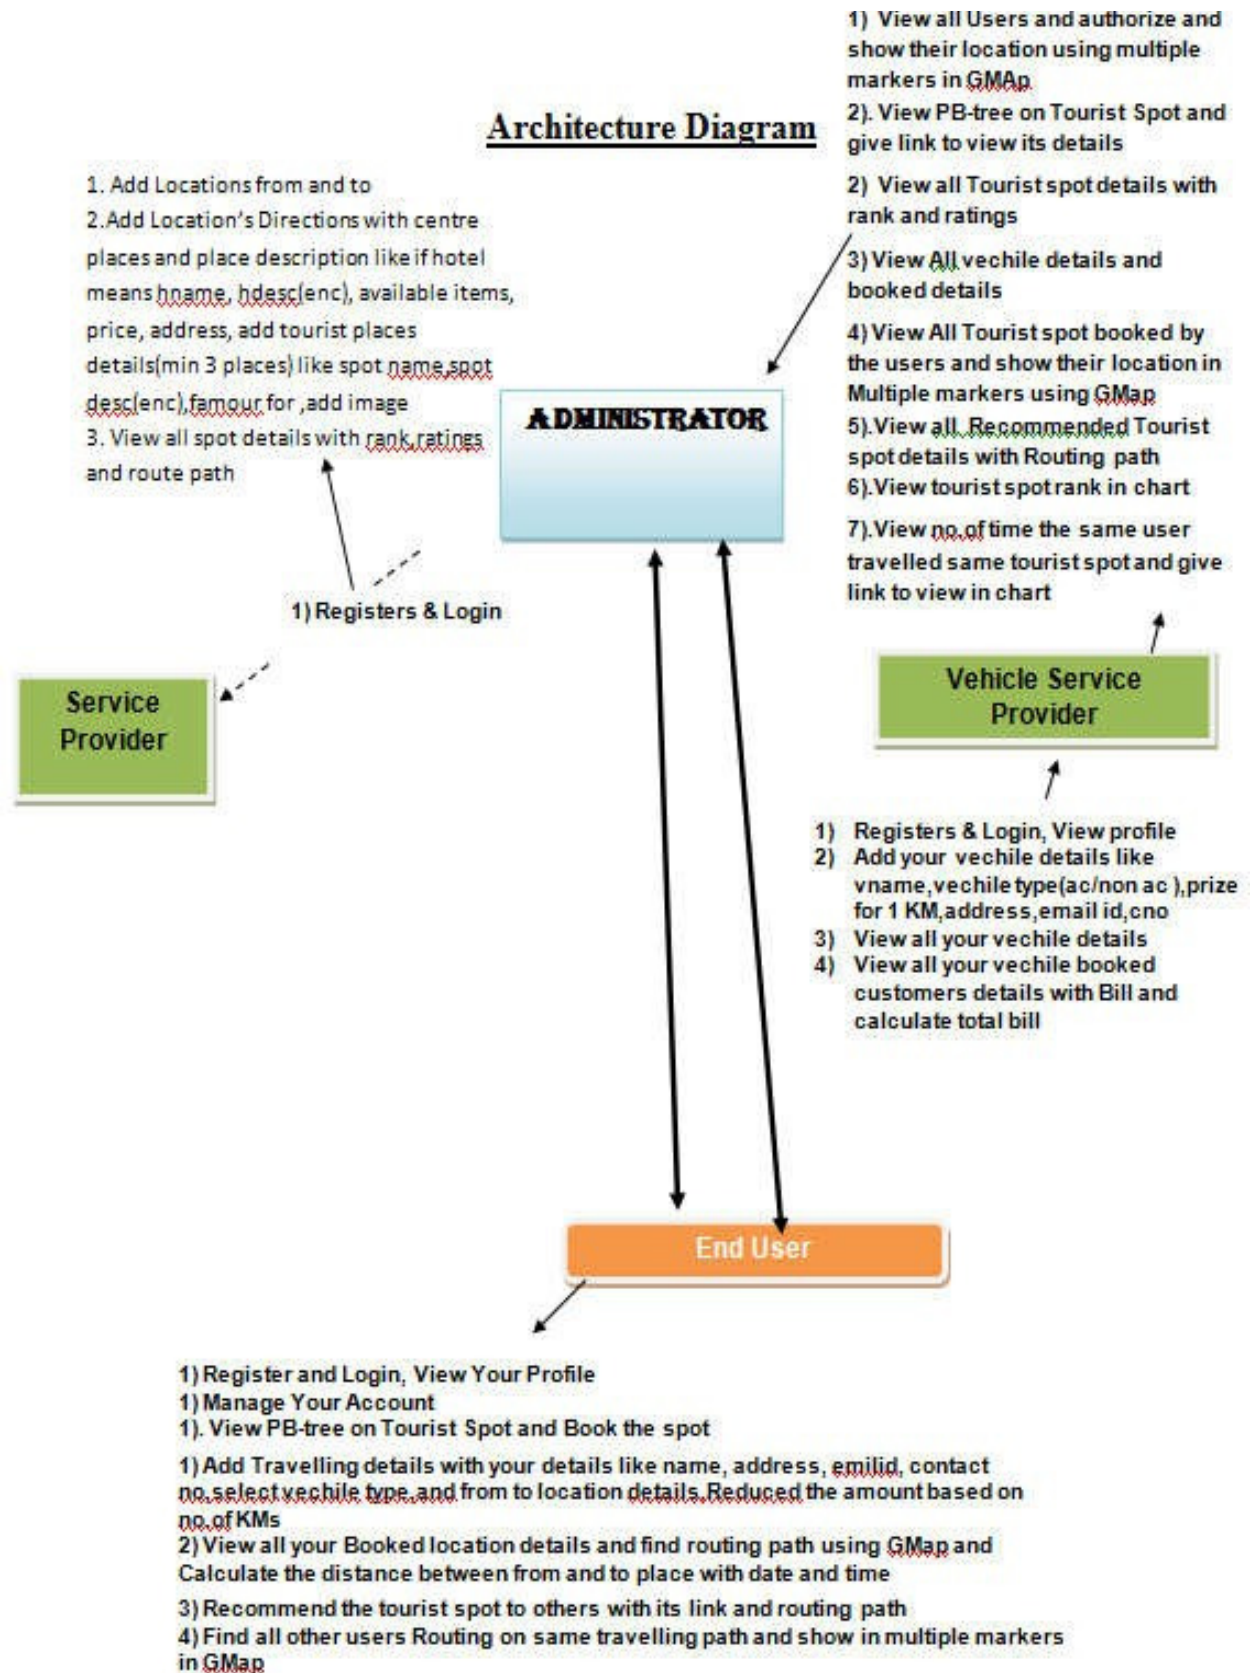 Architecture Diagram
1. Add Locations from and to
2.Add Location's Directions with centre
places and place description like if hotel
means hname, hdesc(enc), available items,
price, address, add tourist places
details(min 3 places) like spot name,spot
desc(enc),famour for ,add image
3. View all spot details with rank,ratings
and route path
1) View all Users and authorize and
show their location using multiple
markers in GMAp
2). View PB-tree on Tourist Spot and
give link to view its details
2) View all Tourist spot details with
rank and ratings
3) View All vechile details and
booked details
4) View All Tourist spot booked by
the users and show their location in
Multiple markers using GMap
5).View all Recommended Tourist
spot details with Routing path
6).View tourist spot rank in chart
7).View no.of time the same user
travelled same tourist spot and give
link to view in chart
ADMINISTRATOR
1) Registers & Login
Service
Provider
Vehicle Service
Provider
1) Registers & Login, View profile
2) Add your vechile details like
vname,vechile type(ac/non ac ),prize
for 1 KM,address,email id,cno
3) View all your vechile details
4) View all your vechile booked
customers details with Bill and
calculate total bill
End User
1) Register and Login, View Your Profile
1) Manage Your Account
1). View PB-tree on Tourist Spot and Book the spot
1) Add Travelling details with your details like name, address, emilid, contact
no,select vechile type,and from to location details.Reduced the amount based on
no.of KMs
2) View all your Booked location details and find routing path using GMap and
Calculate the distance between from and to place with date and time
3) Recommend the tourist spot to others with its link and routing path
4) Find all other users Routing on same travelling path and show in multiple markers
in GMap